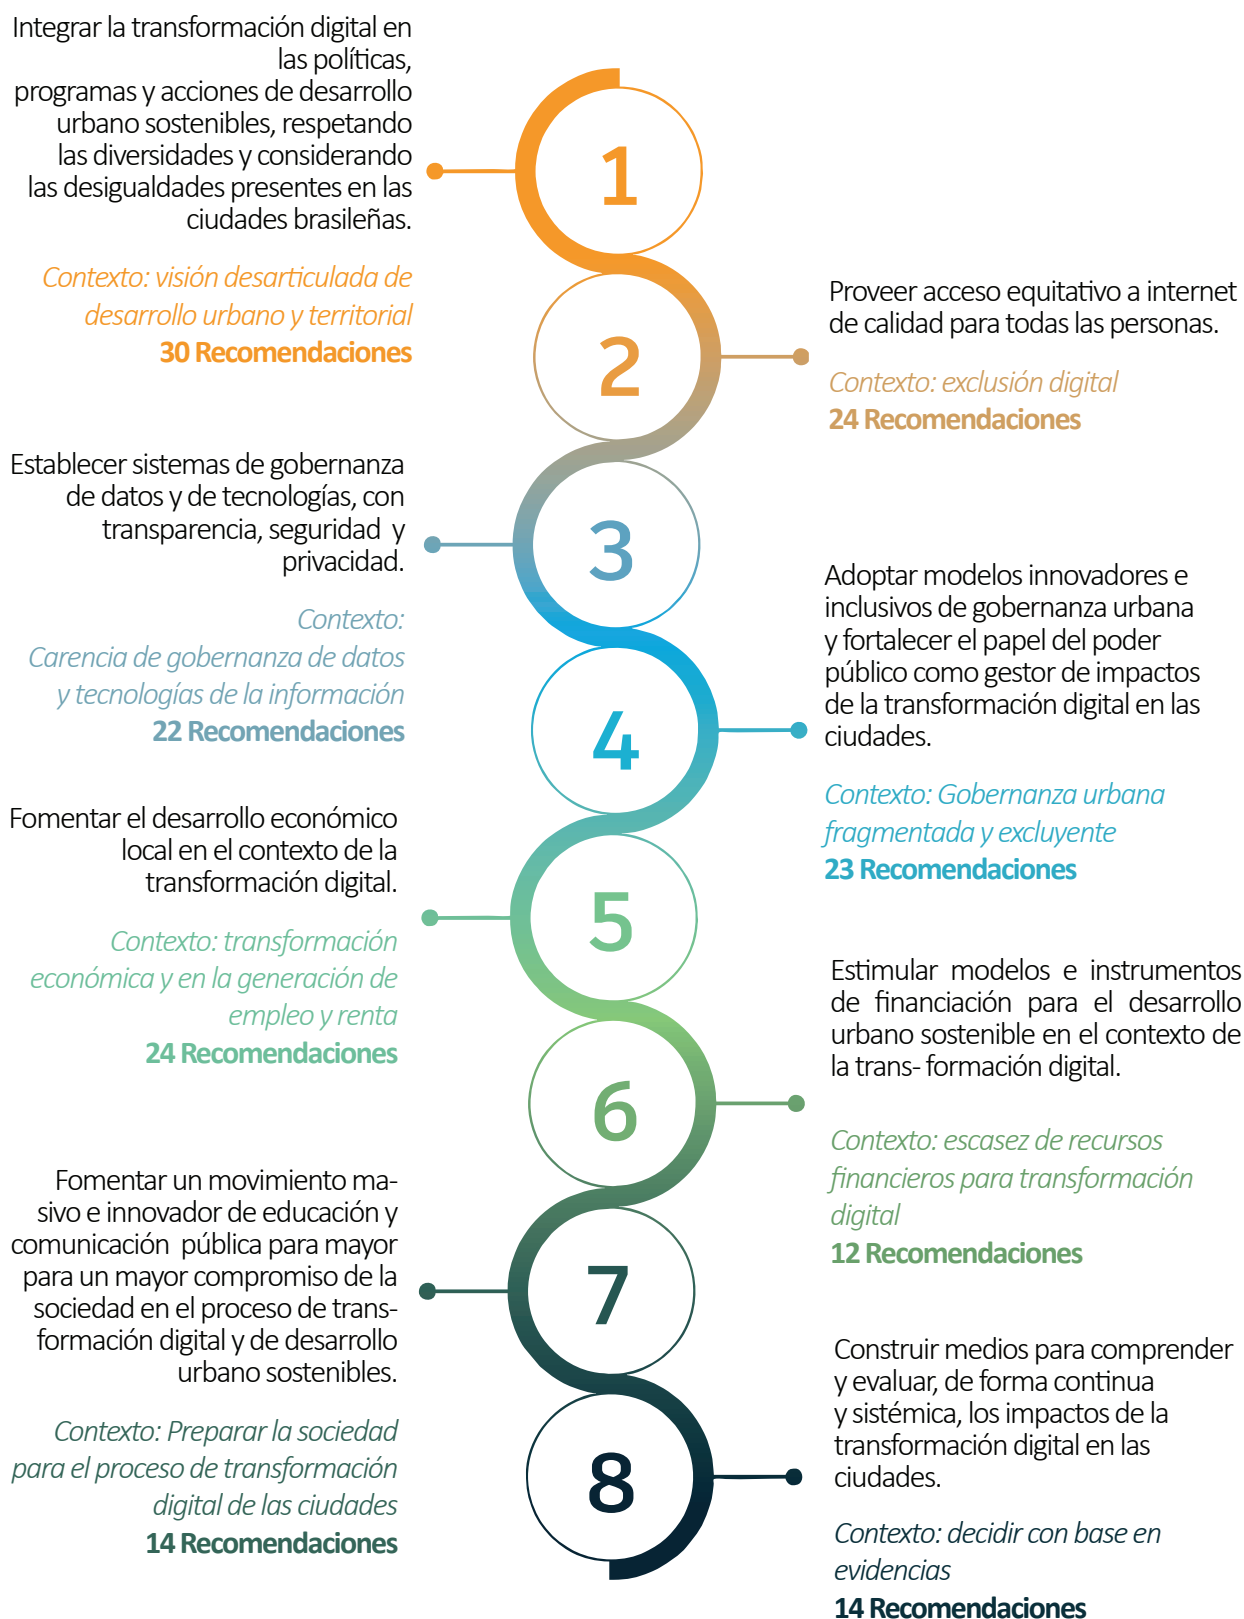 Integrar la transformación digital en
las políticas,
programas y acciones de desarrollo
urbano sostenibles, respetando
las diversidades y considerando
las desigualdades presentes en las
ciudades brasileñas.
Contexto: visión desarticulada de
desarrollo urbano y territorial
30 Recomendaciones
1
Proveer acceso equitativo a internet
de calidad para todas las personas.
Contexto: exclusión digital
24 Recomendaciones
2
Establecer sistemas de gobernanza
de datos y de tecnologías, con
transparencia, seguridad y
privacidad.
Contexto:
Carencia de gobernanza de datos
y tecnologías de la información
22 Recomendaciones
3
Adoptar modelos innovadores e
inclusivos de gobernanza urbana
y fortalecer el papel del poder
público como gestor de impactos
de la transformación digital en las
ciudades.
Contexto: Gobernanza urbana
fragmentada y excluyente
23 Recomendaciones
4
Fomentar el desarrollo económico
local en el contexto de la
transformación digital.
Contexto: transformación
económica y en la generación de
empleo y renta
24 Recomendaciones
5
Estimular modelos e instrumentos
de financiación para el desarrollo
urbano sostenible en el contexto de
la trans- formación digital.
Contexto: escasez de recursos
financieros para transformación
digital
12 Recomendaciones
6
Fomentar un movimiento ma-
sivo e innovador de educación y
comunicación pública para mayor
para un mayor compromiso de la
sociedad en el proceso de trans-
formación digital y de desarrollo
urbano sostenibles.
Contexto: Preparar la sociedad
para el proceso de transformación
digital de las ciudades
14 Recomendaciones
7
Construir medios para comprender
y evaluar, de forma continua
y sistémica, los impactos de la
transformación digital en las
ciudades.
Contexto: decidir con base en
evidencias
14 Recomendaciones
8